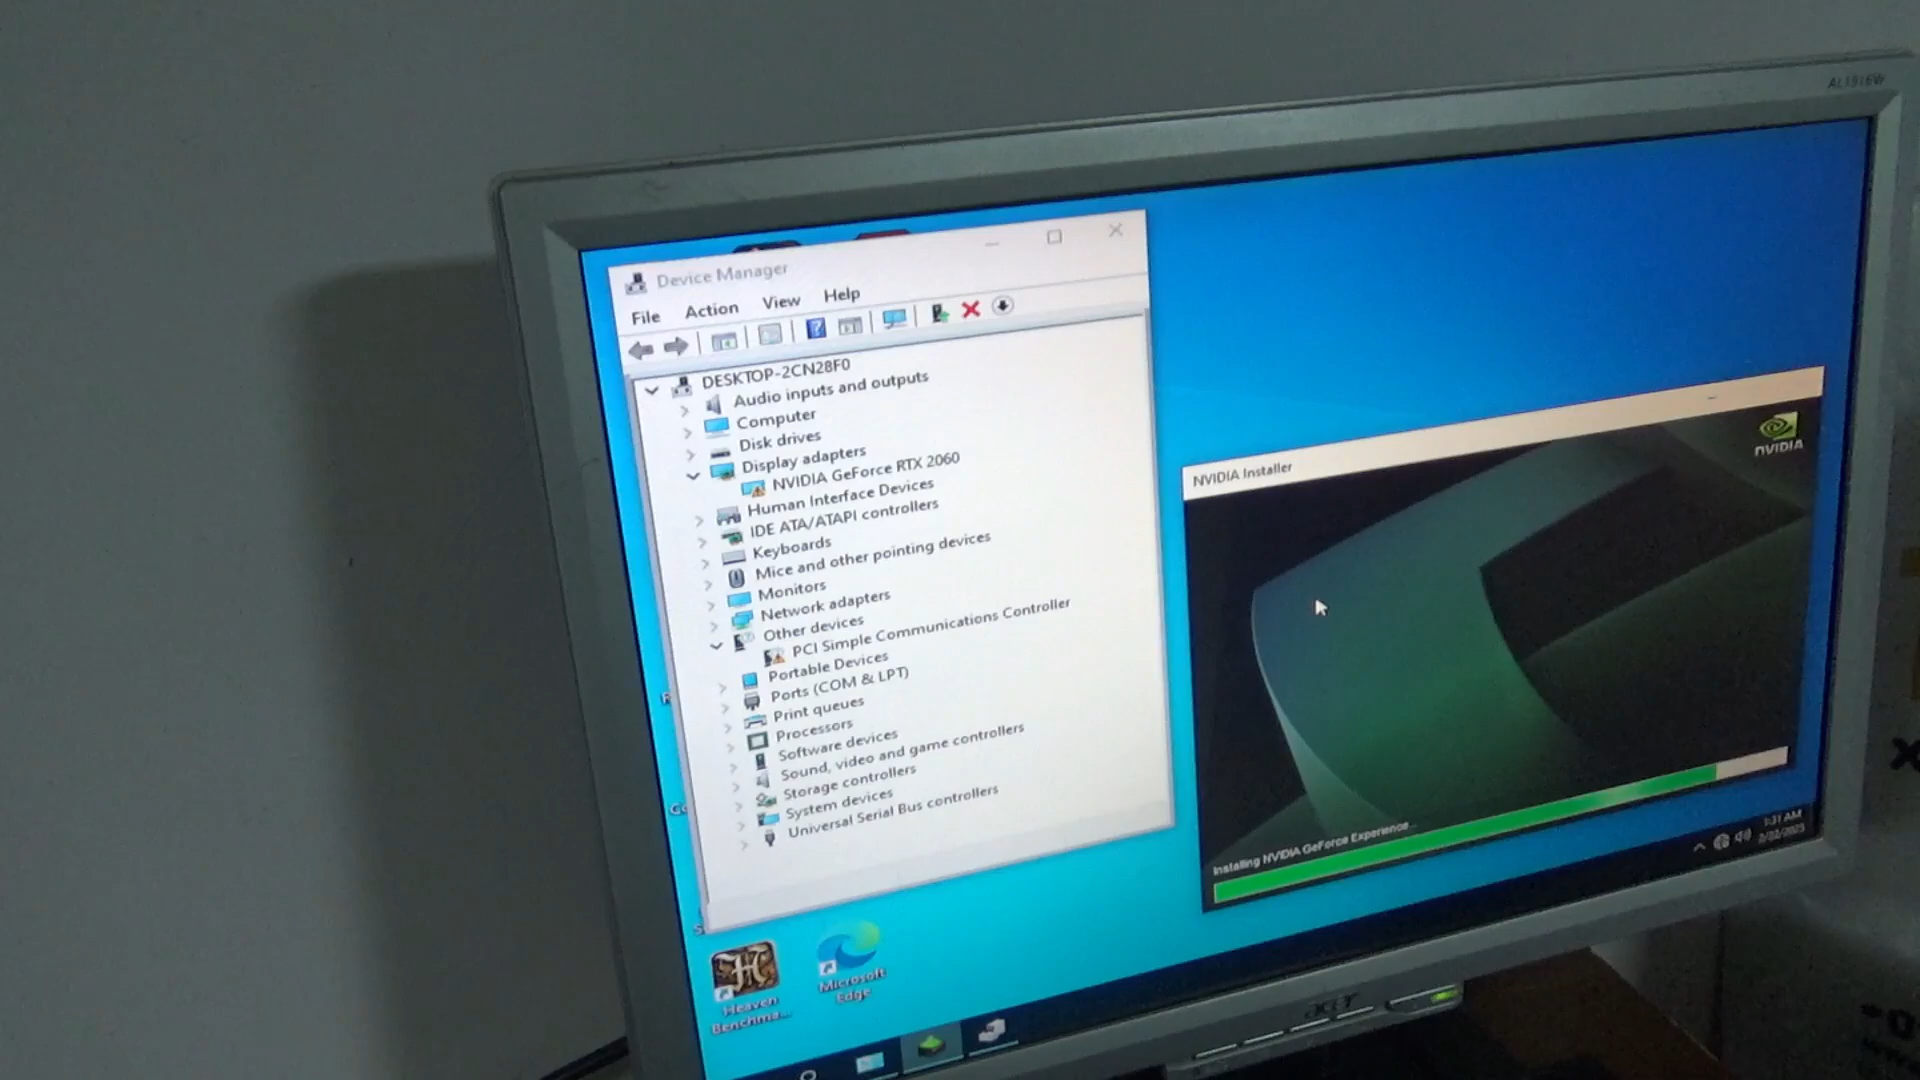 AL1916W
Device Manager
File Action View Help
DESKTOP-2CN28F0
Audio inputs and outputs
Computer
Disk drives
Display adapters
NVIDIA GeForce RTX 2060
Human Interface Devices
IDE ATA/ATAPI controllers
Keyboards
Mice and other pointing devices
Monitors
Network adapters
Other devices
PCI Simple Communications Controller
Portable Devices
Ports (COM & LPT)
Print queues
Processors
Software devices
Sound, video and game controllers
Storage controllers
System devices
Universal Serial Bus controllers
NVIDIA Installer
NVIDIA
Installing NVIDIA GeForce Experience...
Heaven
Benchma...
Microsoft
Edge
acer